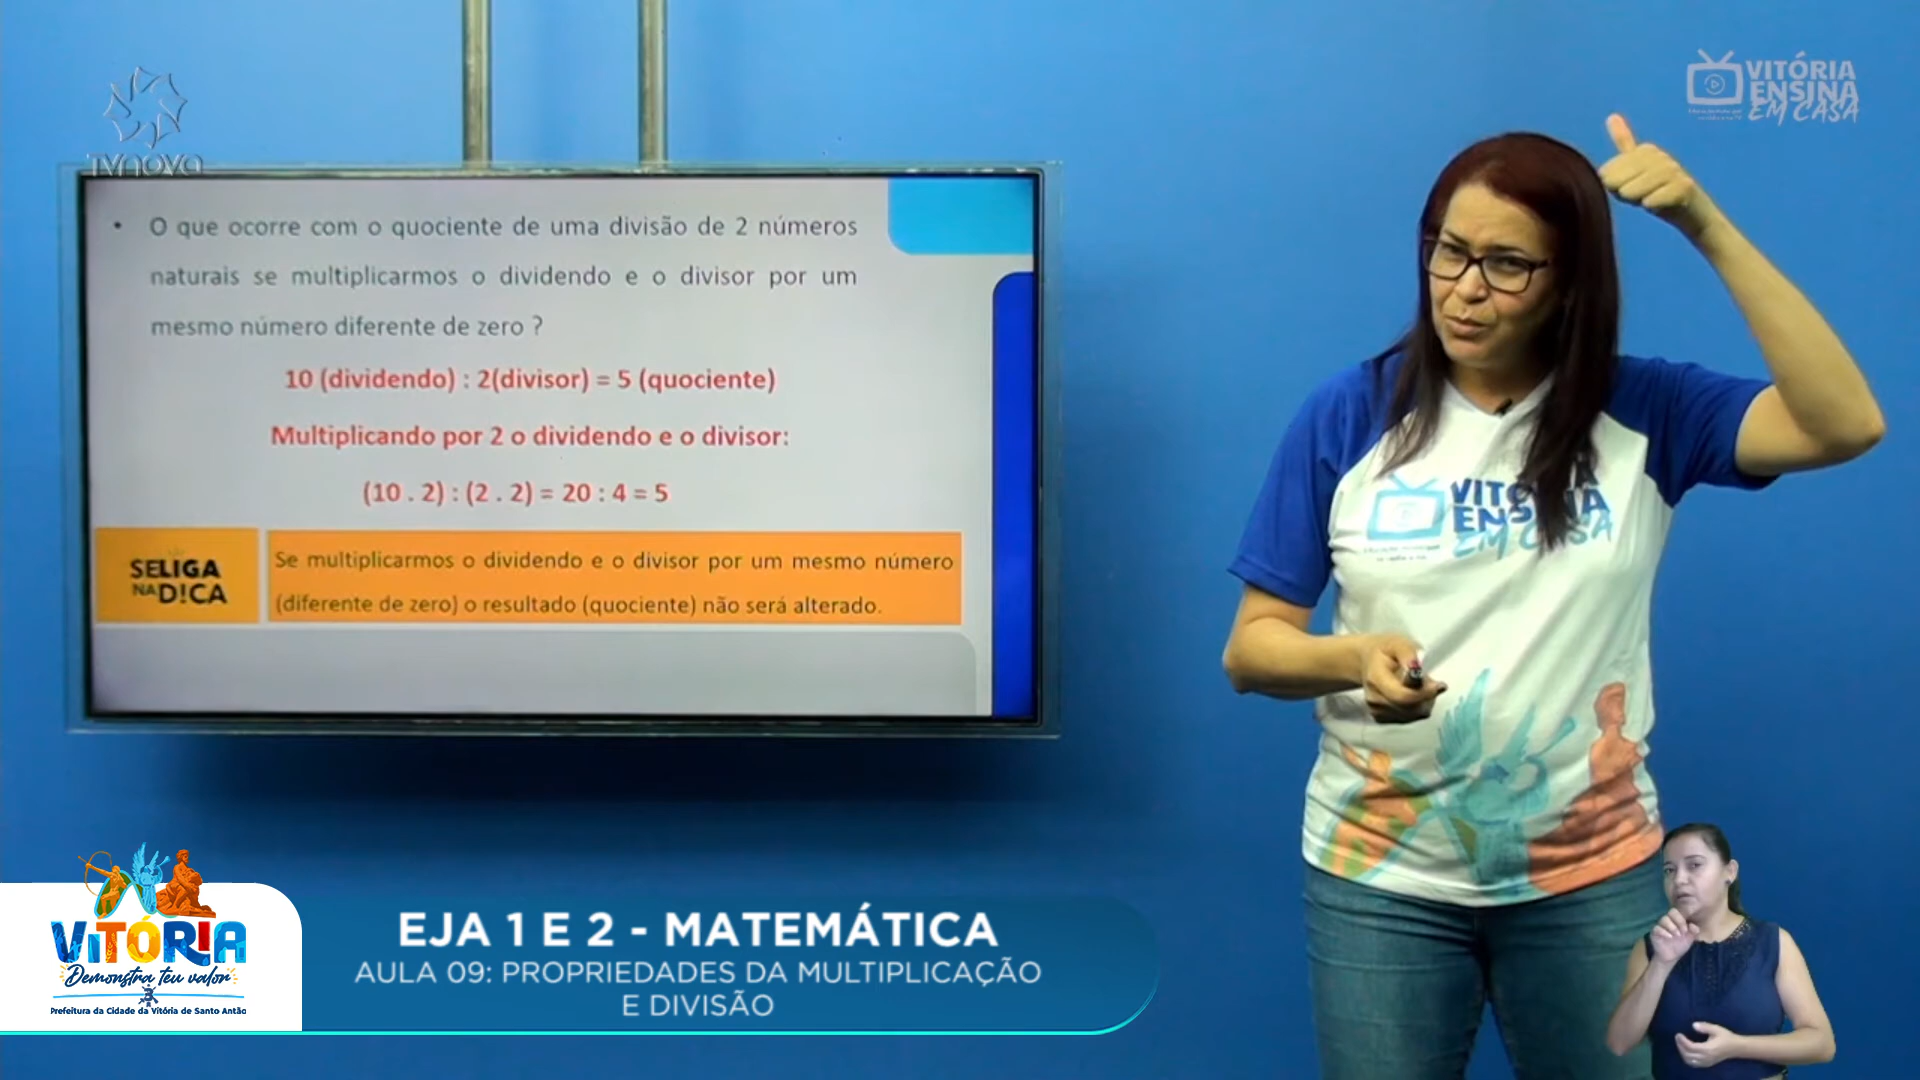 TVNOVA
VITÓRIA
ENSINA
EM CASA
• O que ocorre com o quociente de uma divisão de 2 números
naturais se multiplicarmos o dividendo e o divisor por um
mesmo número diferente de zero ?
10 (dividendo) : 2(divisor) = 5 (quociente)
Multiplicando por 2 o dividendo e o divisor:
(10 . 2) : (2 . 2) = 20 : 4 = 5
SE LIGA
NA D!CA
Se multiplicarmos o dividendo e o divisor por um mesmo número
(diferente de zero) o resultado (quociente) não será alterado.
ENSINA
EM CASA
VITÓRIA
Demonstra teu valor
Prefeitura da Cidade da Vitória de Santo Antão
EJA 1 E 2 - MATEMÁTICA
AULA 09: PROPRIEDADES DA MULTIPLICAÇÃO
E DIVISÃO